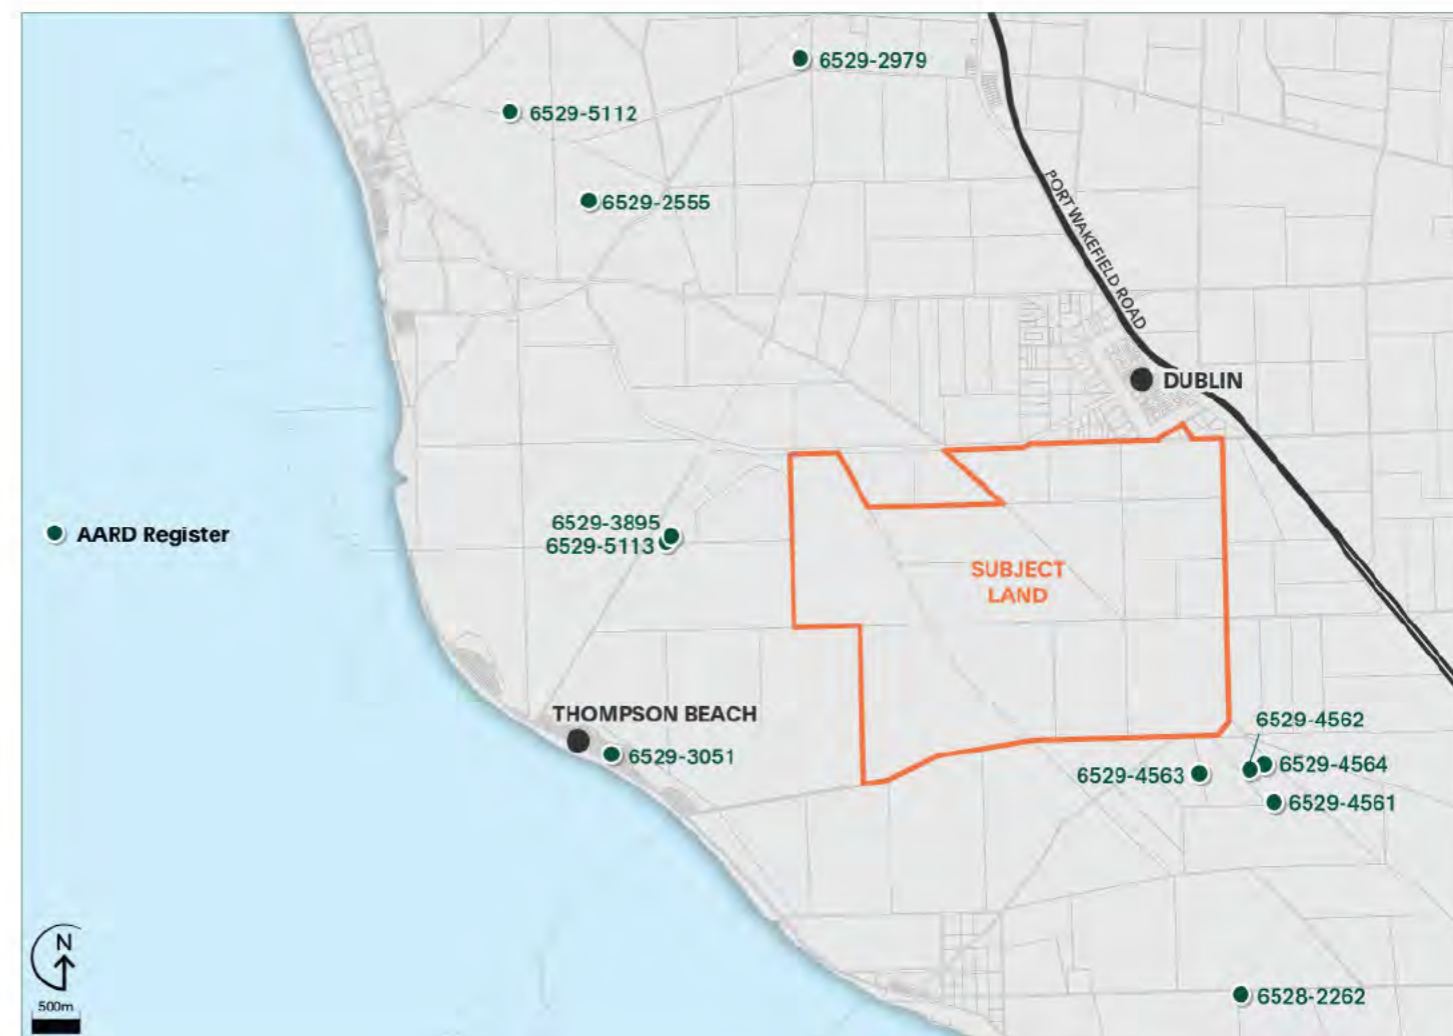 6529-2979
6529-5112
6529-2555
PORT WAKEFIELD ROAD
DUBLIN
6529-3895
6529-5113
AARD Register
SUBJECT
LAND
THOMPSON BEACH
6529-3051
6529-4562
6529-4563
6529-4564
6529-4561
N
500m
6528-2262